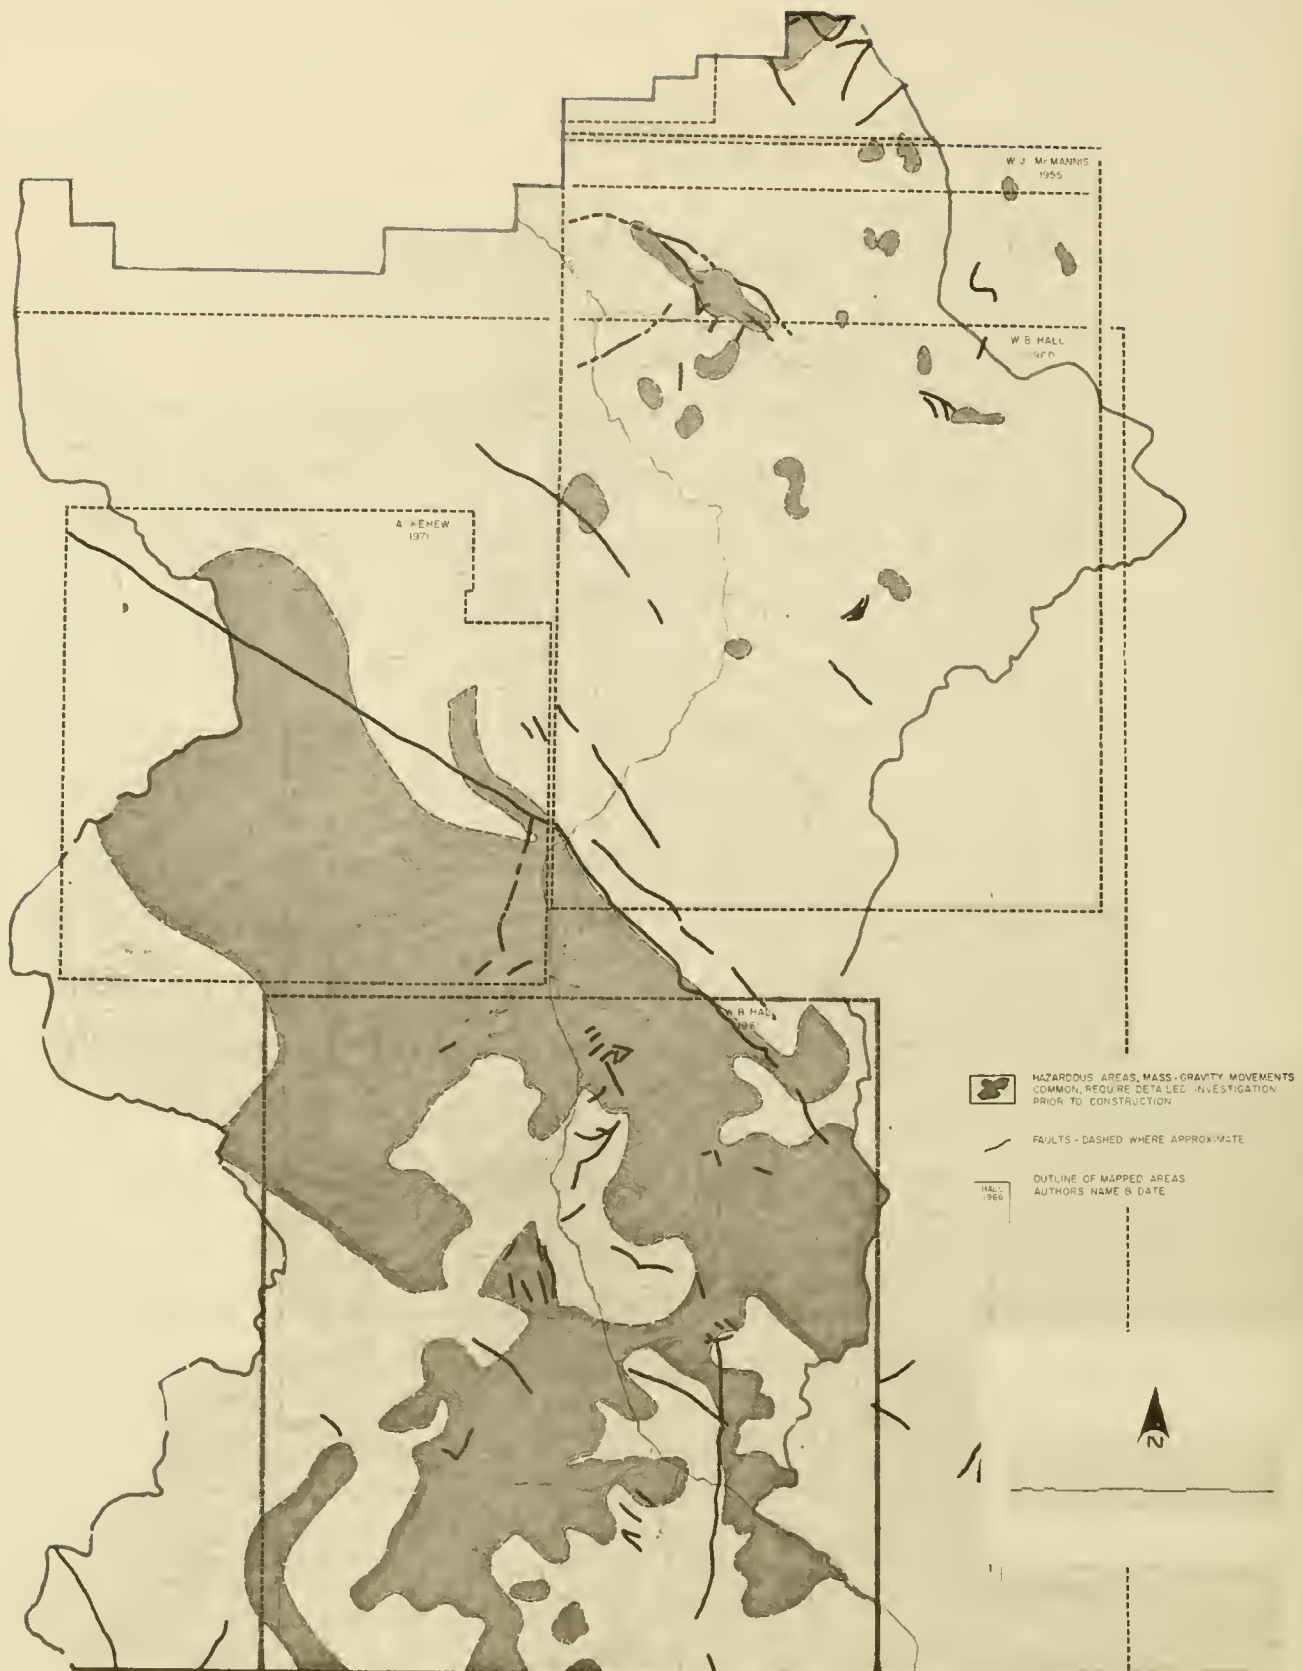 W. J. McMANNIS
1955
W. B. HALL
A. KEHEW
1971
W. B. HALL
1961
HAZARDOUS AREAS, MASS-GRAVITY MOVEMENTS
COMMON, REQUIRE DETAILED INVESTIGATION
PRIOR TO CONSTRUCTION
FAULTS - DASHED WHERE APPROXIMATE
HALL
1966
OUTLINE OF MAPPED AREAS
AUTHORS NAME & DATE
N